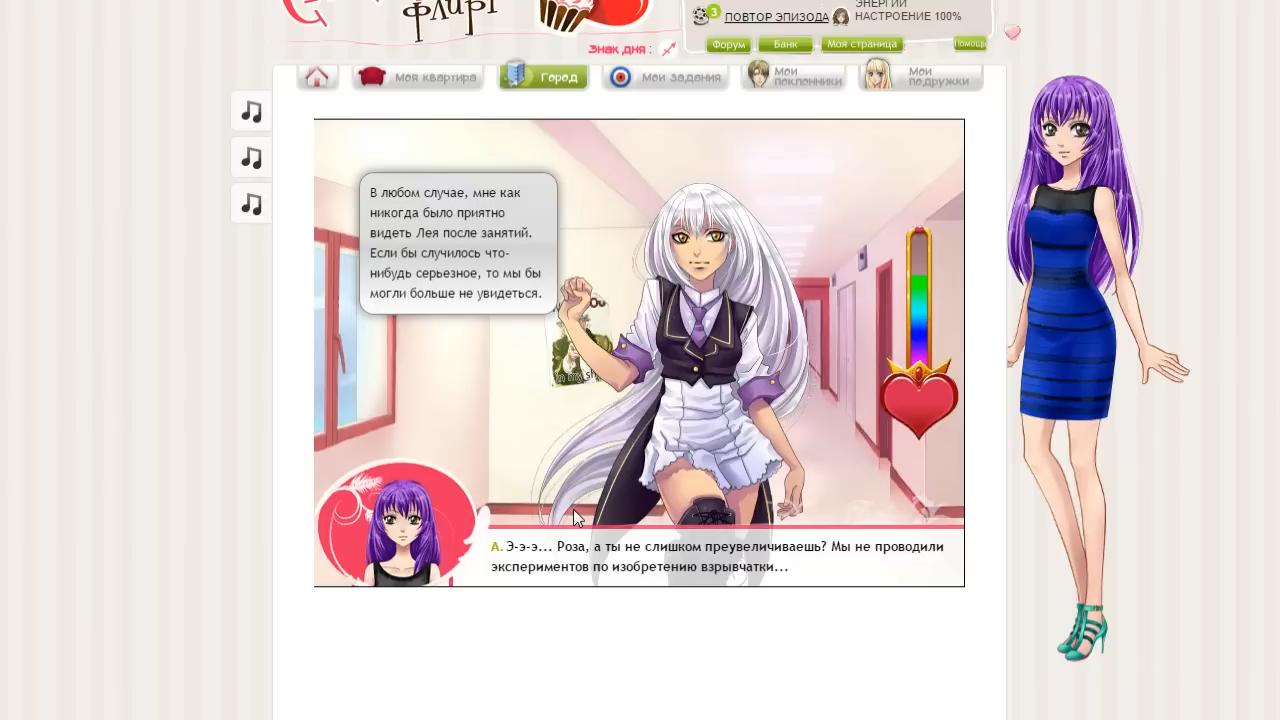 Флирт
3
ПОВТОР ЭПИЗОДА
ЭНЕРГИИ
НАСТРОЕНИЕ 100%
Знак дня :
Форум
Банк
Моя страница
Помощь
Моя квартира
Город
Мои задания
Мои
поклонники
Мои
подружки
В любом случае, мне как
никогда было приятно
видеть Лея после занятий.
Если бы случилось что-
нибудь серьезное, то мы бы
могли больше не увидеться.
A. Э-э-э... Роза, а ты не слишком преувеличиваешь? Мы не проводили
экспериментов по изобретению взрывчатки...